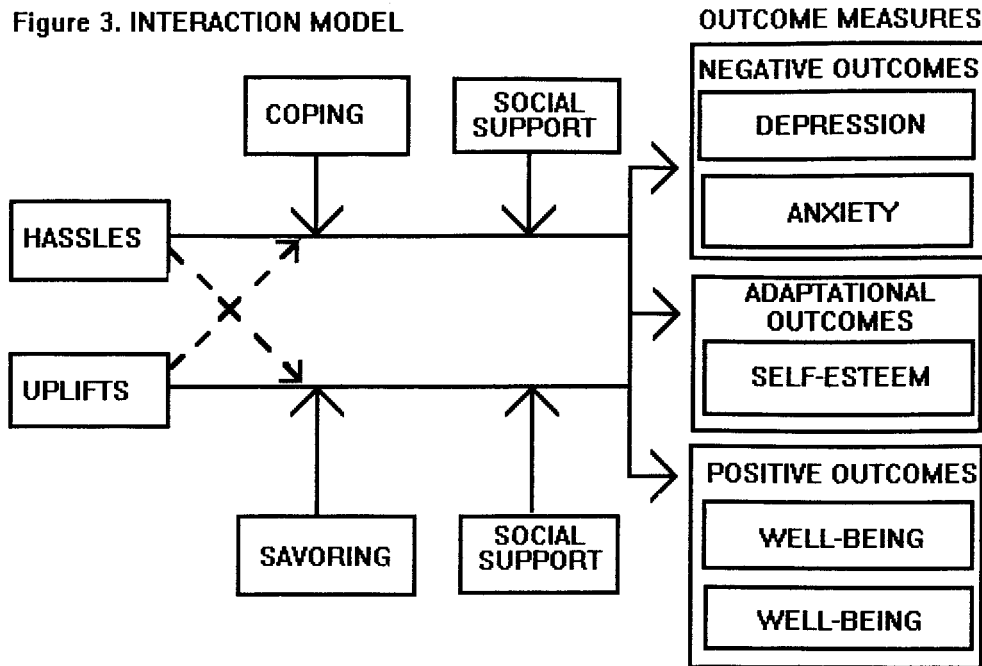 Figure 3. INTERACTION MODEL
OUTCOME MEASURES
COPING
SOCIAL
SUPPORT
HASSLES
UPLIFTS
SAVORING
SOCIAL
SUPPORT
NEGATIVE OUTCOMES
DEPRESSION
ANXIETY
ADAPTATIONAL
OUTCOMES
SELF-ESTEEM
POSITIVE OUTCOMES
WELL-BEING
WELL-BEING